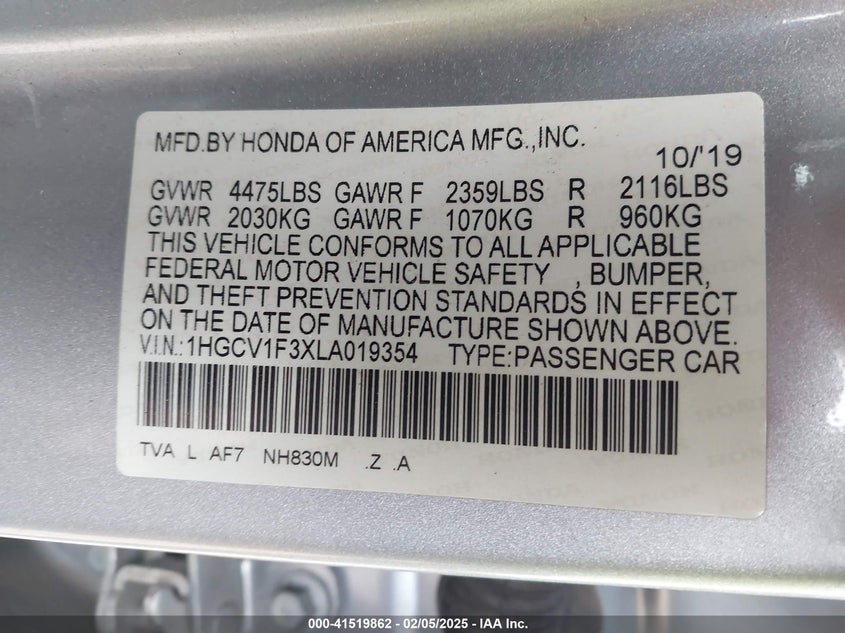 MFD.BY HONDA OF AMERICA MFG.,INC.
10/'19
GVWR 4475LBS GAWR F 2359LBS R 2116LBS
GVWR 2030KG GAWR F 1070KG R 960KG
THIS VEHICLE CONFORMS TO ALL APPLICABLE
FEDERAL MOTOR VEHICLE SAFETY , BUMPER,
AND THEFT PREVENTION STANDARDS IN EFFECT
ON THE DATE OF MANUFACTURE SHOWN ABOVE.
V.I.N.:1HGCV1F3XLA019354 TYPE:PASSENGER CAR
TVA L AF7 NH830M .Z .A
000-41519862 - 02/05/2025 - IAA Inc.